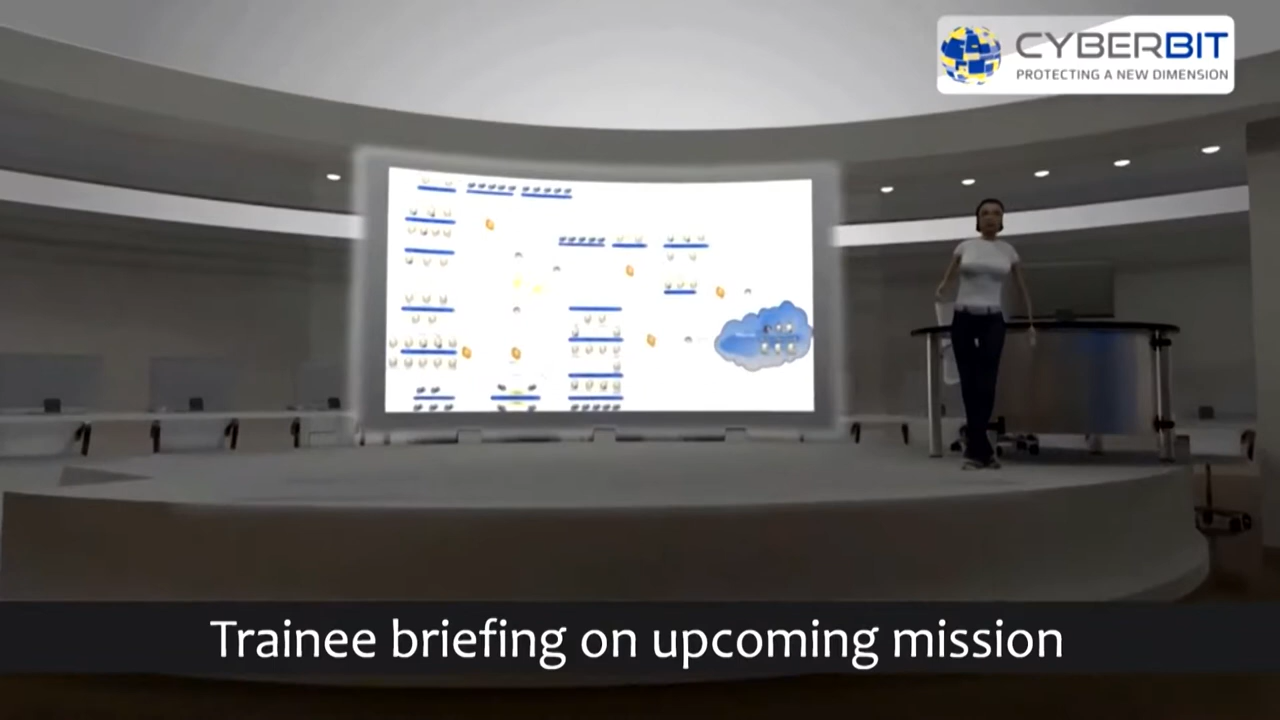 CYBERBIT
PROTECTING A NEW DIMENSION
Trainee briefing on upcoming mission